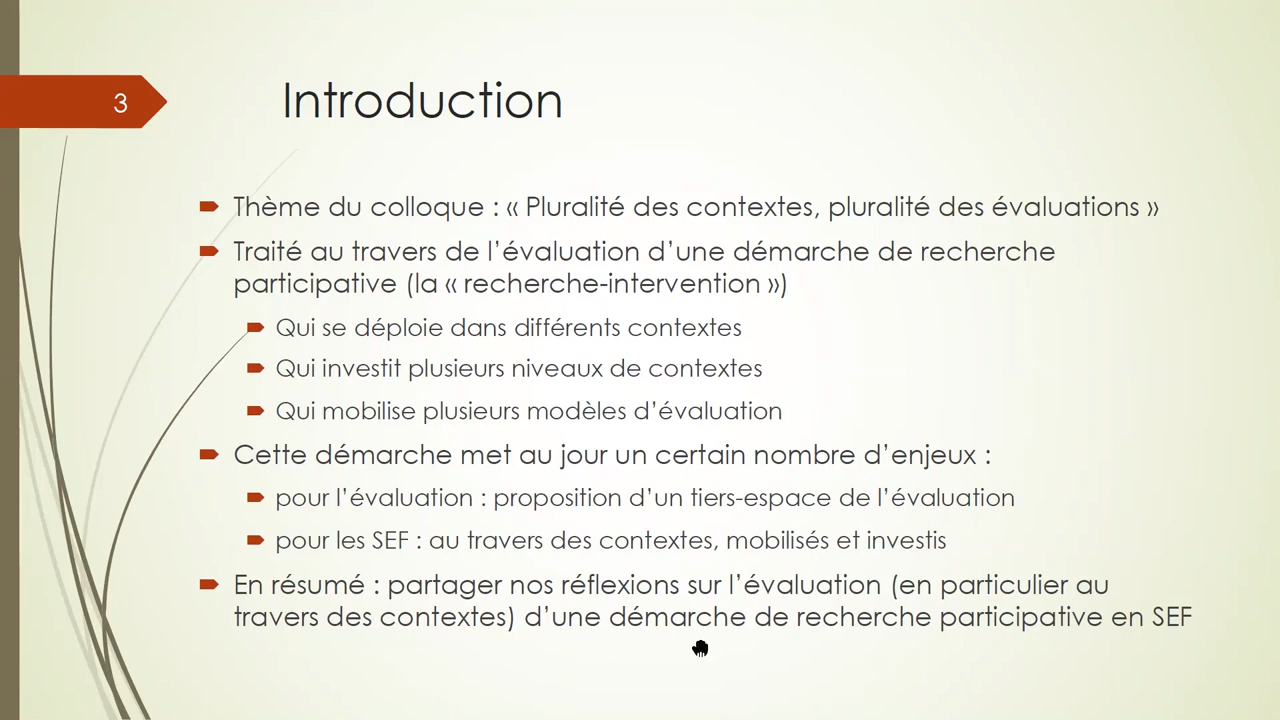 3
Introduction
Thème du colloque : « Pluralité des contextes, pluralité des évaluations »
Traité au travers de l’évaluation d’une démarche de recherche
participative (la « recherche-intervention »)
Qui se déploie dans différents contextes
Qui investit plusieurs niveaux de contextes
Qui mobilise plusieurs modèles d’évaluation
Cette démarche met au jour un certain nombre d’enjeux :
pour l’évaluation : proposition d’un tiers-espace de l’évaluation
pour les SEF : au travers des contextes, mobilisés et investis
En résumé : partager nos réflexions sur l’évaluation (en particulier au
travers des contextes) d’une démarche de recherche participative en SEF